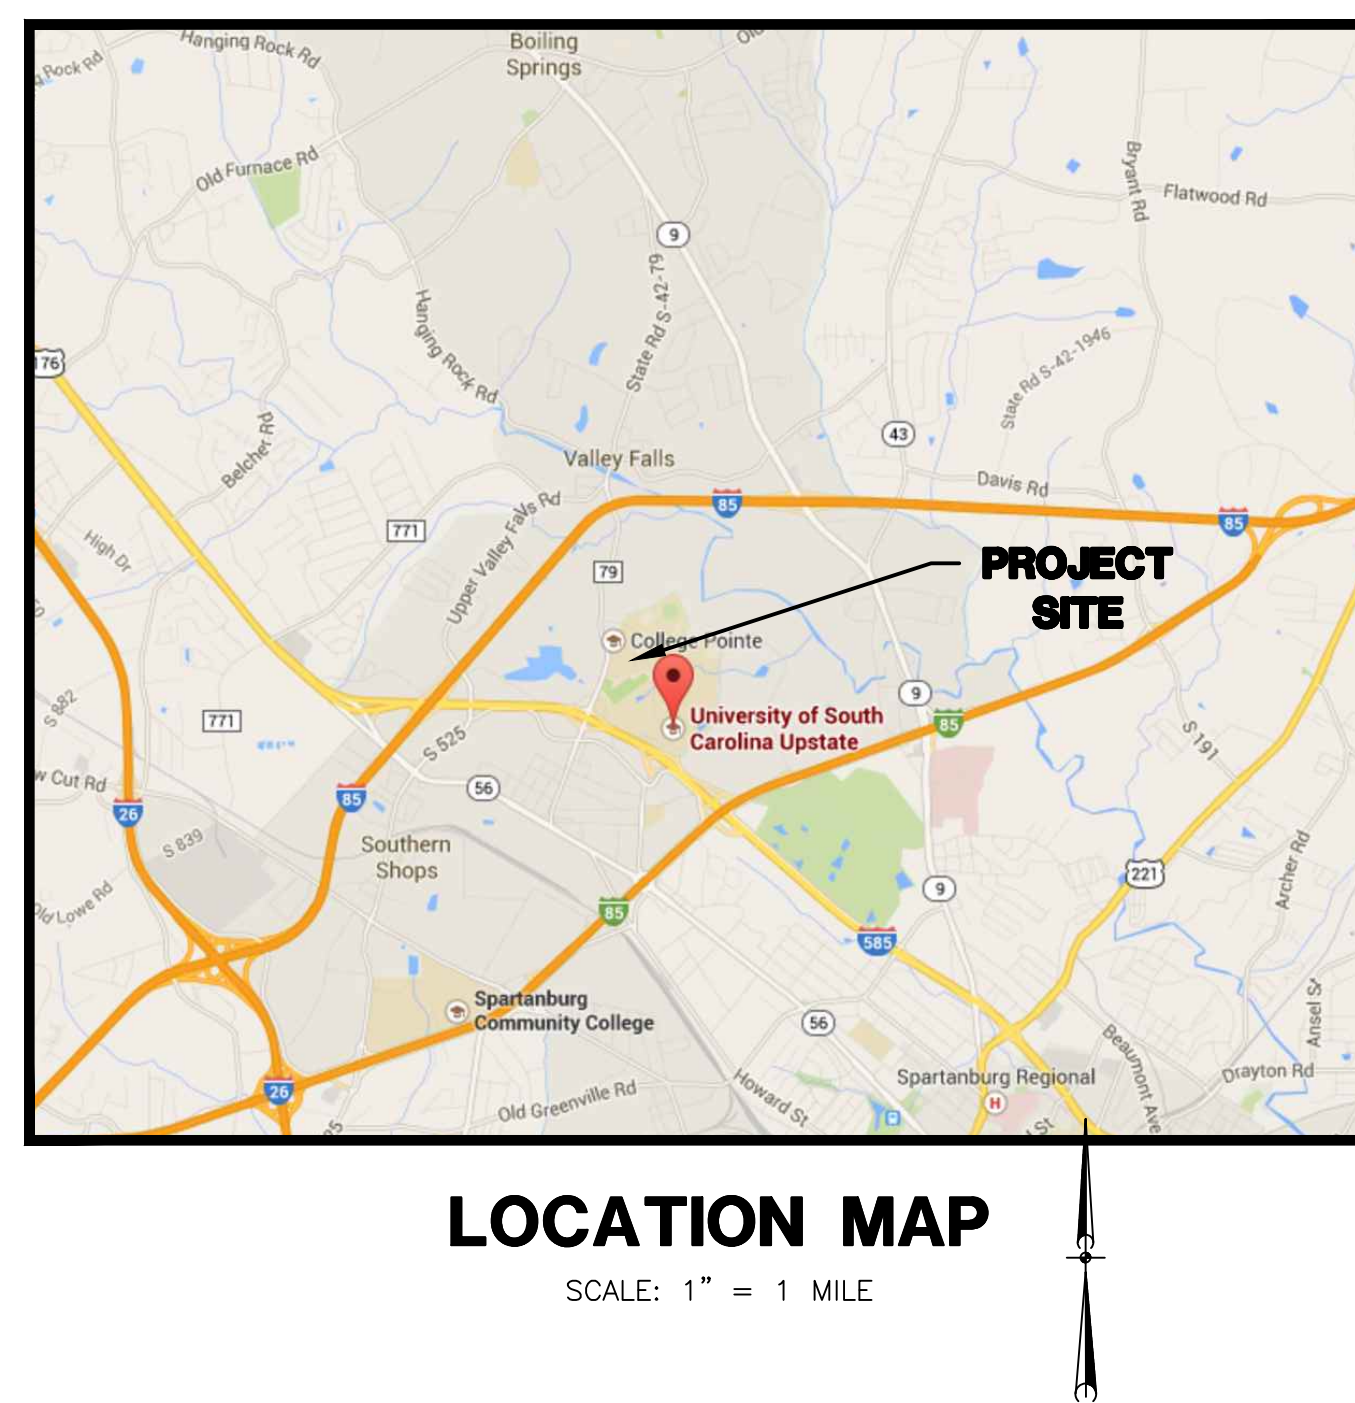 Hanging Rock Rd
Boiling
Springs
Rock Rd
Old Furnace Rd
Bryant Rd
Flatwood Rd
9
State Rd S-42-79
Hanging Rock Rd
176
State Rd S-42-1946
Belcher Rd
43
Valley Falls
Davis Rd
85
85
Upper Valley Falls Rd
771
High Dr
79
PROJECT
SITE
College Pointe
9
S 882
771
University of South
Carolina Upstate
85
S 525
S 191
w Cut Rd
56
26
85
S 839
Southern
Shops
221
Archer Rd
9
Old Lowe Rd
85
585
Spartanburg
Community College
56
Ansel St
Beaumont Ave
Drayton Rd
Spartanburg Regional
H
26
Old Greenville Rd
Howard St
St
LOCATION MAP
SCALE: 1” = 1 MILE